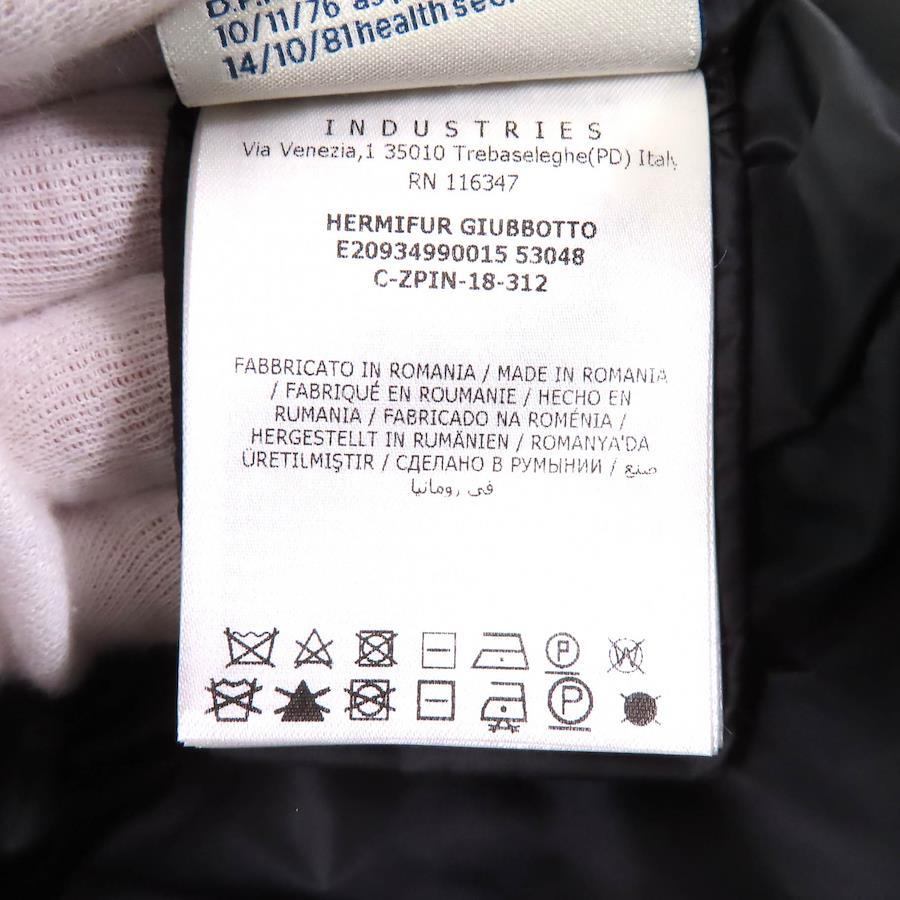 10/11/76
14/10/81 health
INDUSTRIES
Via Venezia,1 35010 Trebaseleghe(PD) Italy
RN 116347
HERMIFUR GIUBBOTTO
E20934990015 53048
C-ZPIN-18-312
FABBRICATO IN ROMANIA / MADE IN ROMANIA
/ FABRIQUÉ EN ROUMANIE / HECHO EN
RUMANIA / FABRICADO NA ROMÉNIA /
HERGESTELLT IN RUMÄNIEN / ROMANYA'DA
ÜRETILMIŞTIR / СДЕЛАНО В РУМЫНИИ / صنع
في رومانيا
P W
P